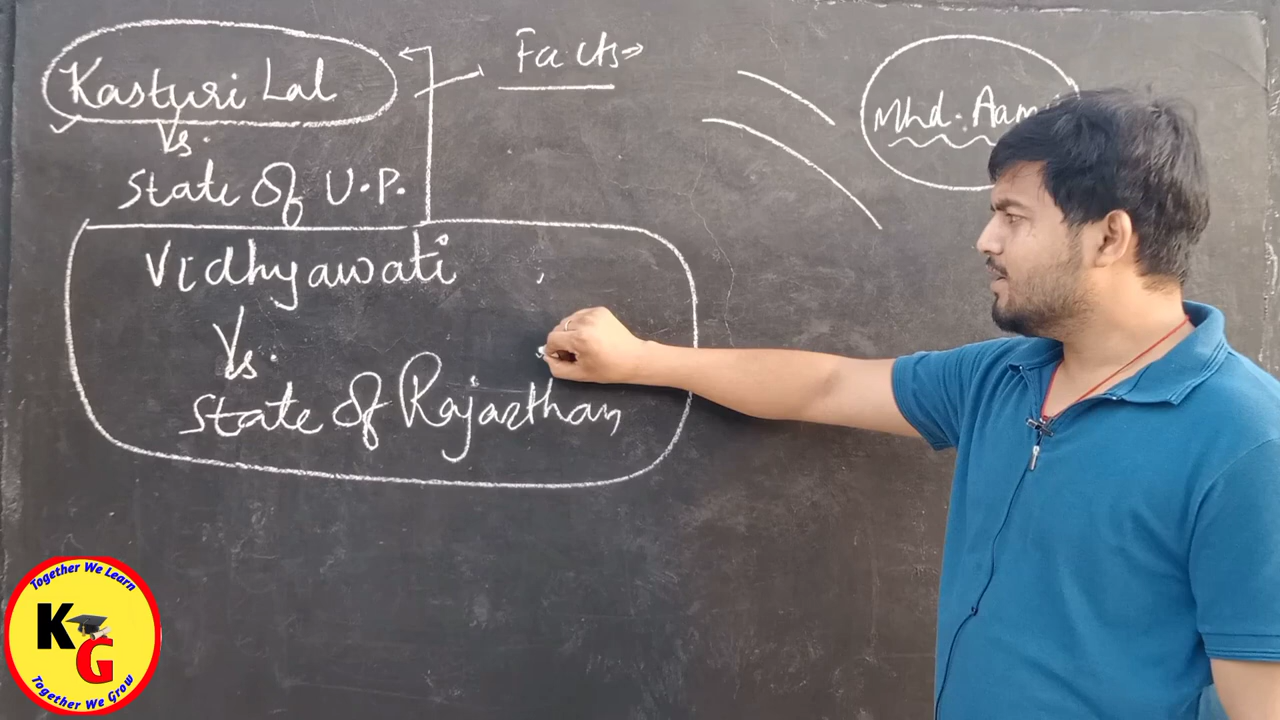 Kasturi Lal
Vs.
State Of U.P.
Facts⇒
Mhd. Aam
Vidhyawati
Vs.
State Of Rajasthan
Together We Learn
KG
Together We Grow